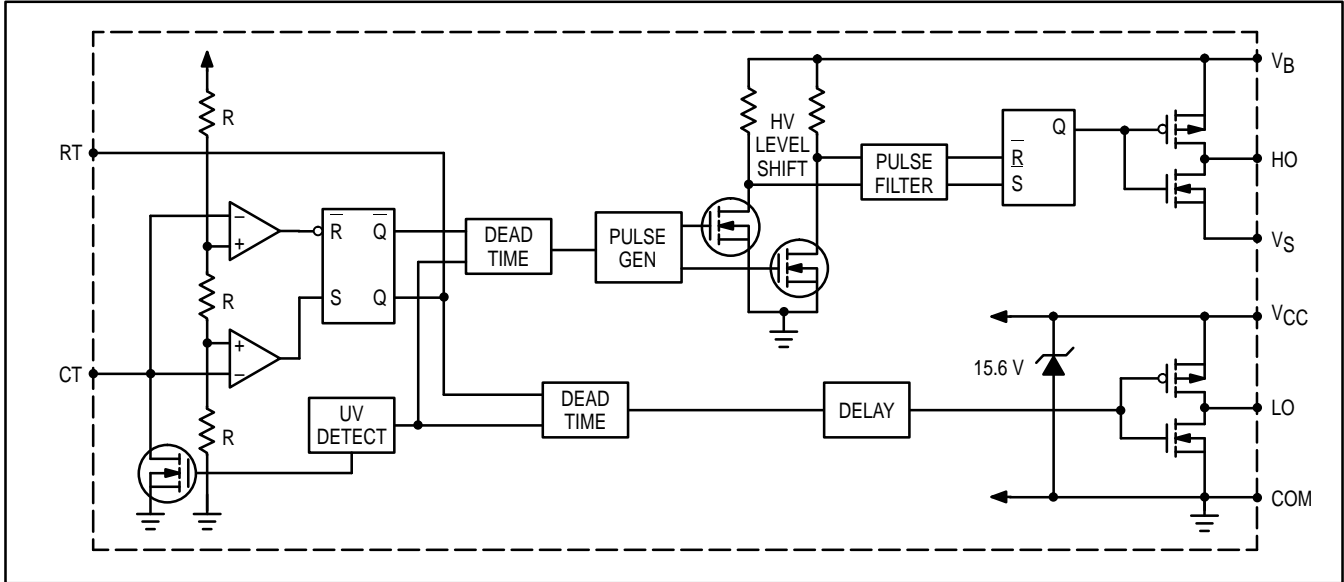 R
RT
CT
−
+
R
+
−
R
R̅
Q̅
S
Q
UV
DETECT
DEAD
TIME
PULSE
GEN
HV
LEVEL
SHIFT
PULSE
FILTER
Q
R̅
S̅
DEAD
TIME
DELAY
15.6 V
VB
HO
VS
VCC
LO
COM